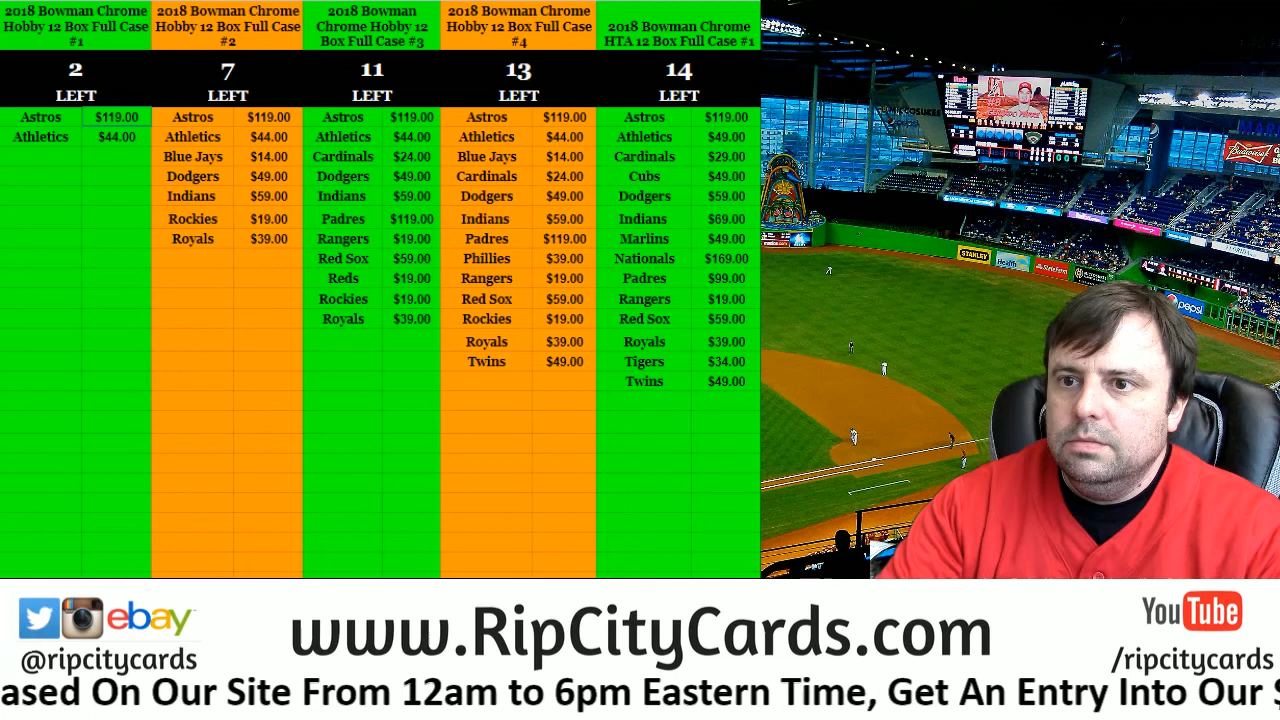 2018 Bowman Chrome
Hobby 12 Box Full Case
#1
2
LEFT
Astros $119.00
Athletics $44.00
2018 Bowman Chrome
Hobby 12 Box Full Case
#2
7
LEFT
Astros $119.00
Athletics $44.00
Blue Jays $14.00
Dodgers $49.00
Indians $59.00
Rockies $19.00
Royals $39.00
2018 Bowman
Chrome Hobby 12
Box Full Case #3
11
LEFT
Astros $119.00
Athletics $44.00
Cardinals $24.00
Dodgers $49.00
Indians $59.00
Padres $119.00
Rangers $19.00
Red Sox $59.00
Reds $19.00
Rockies $19.00
Royals $39.00
2018 Bowman Chrome
Hobby 12 Box Full Case
#4
13
LEFT
Astros $119.00
Athletics $44.00
Blue Jays $14.00
Cardinals $24.00
Dodgers $49.00
Indians $59.00
Padres $119.00
Phillies $39.00
Rangers $19.00
Red Sox $59.00
Rockies $19.00
Royals $39.00
Twins $49.00
2018 Bowman Chrome
HTA 12 Box Full Case #1
14
LEFT
Astros $119.00
Athletics $49.00
Cardinals $29.00
Cubs $49.00
Dodgers $59.00
Indians $69.00
Marlins $49.00
Nationals $169.00
Padres $99.00
Rangers $19.00
Red Sox $59.00
Royals $39.00
Tigers $34.00
Twins $49.00
Budweiser
STANLEY
Health
State Farm
pepsi
ebay
@ripcitycards
www.RipCityCards.com
YouTube
/ripcitycards
ased On Our Site From 12am to 6pm Eastern Time, Get An Entry Into Our $